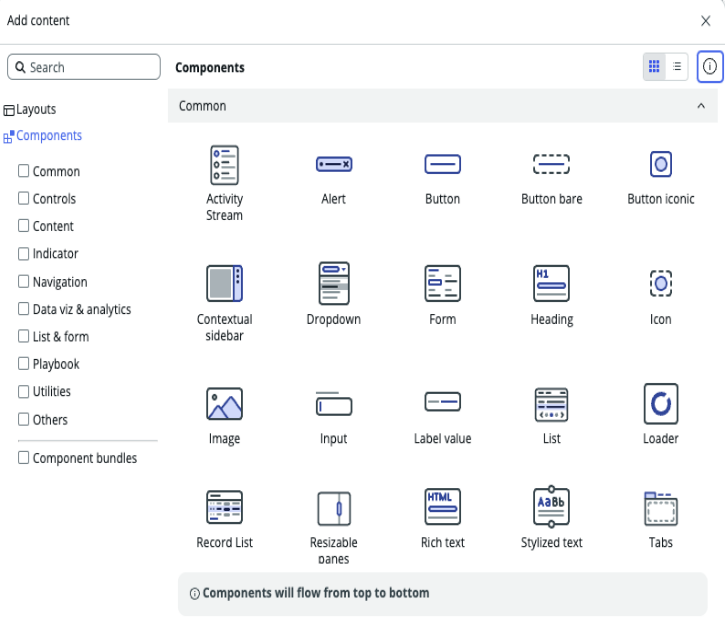 Add content
Search
Layouts
Components
Common
Controls
Content
Indicator
Navigation
Data viz & analytics
List & form
Playbook
Utilities
Others
Component bundles
Components
Common
Activity
Stream
Alert
Button
Button bare
Button iconic
Contextual
sidebar
Dropdown
Form
H1
Heading
Icon
Image
Input
Label value
List
Loader
Record List
Resizable
panes
HTML
Rich text
AaBb
Stylized text
Tabs
Components will flow from top to bottom